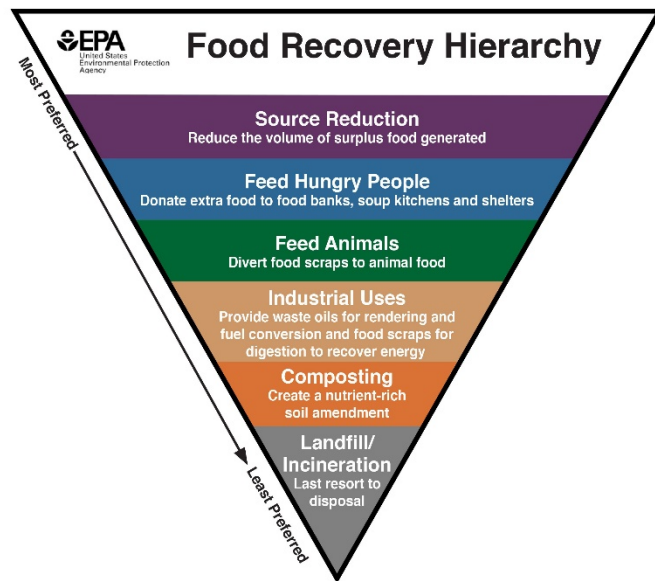 EPA
United States
Environmental Protection
Agency
Food Recovery Hierarchy
Most Preferred
Source Reduction
Reduce the volume of surplus food generated
Feed Hungry People
Donate extra food to food banks, soup kitchens and shelters
Feed Animals
Divert food scraps to animal food
Industrial Uses
Provide waste oils for rendering and
fuel conversion and food scraps for
digestion to recover energy
Composting
Create a nutrient-rich
soil amendment
Landfill/
Incineration
Last resort to
disposal
Least Preferred